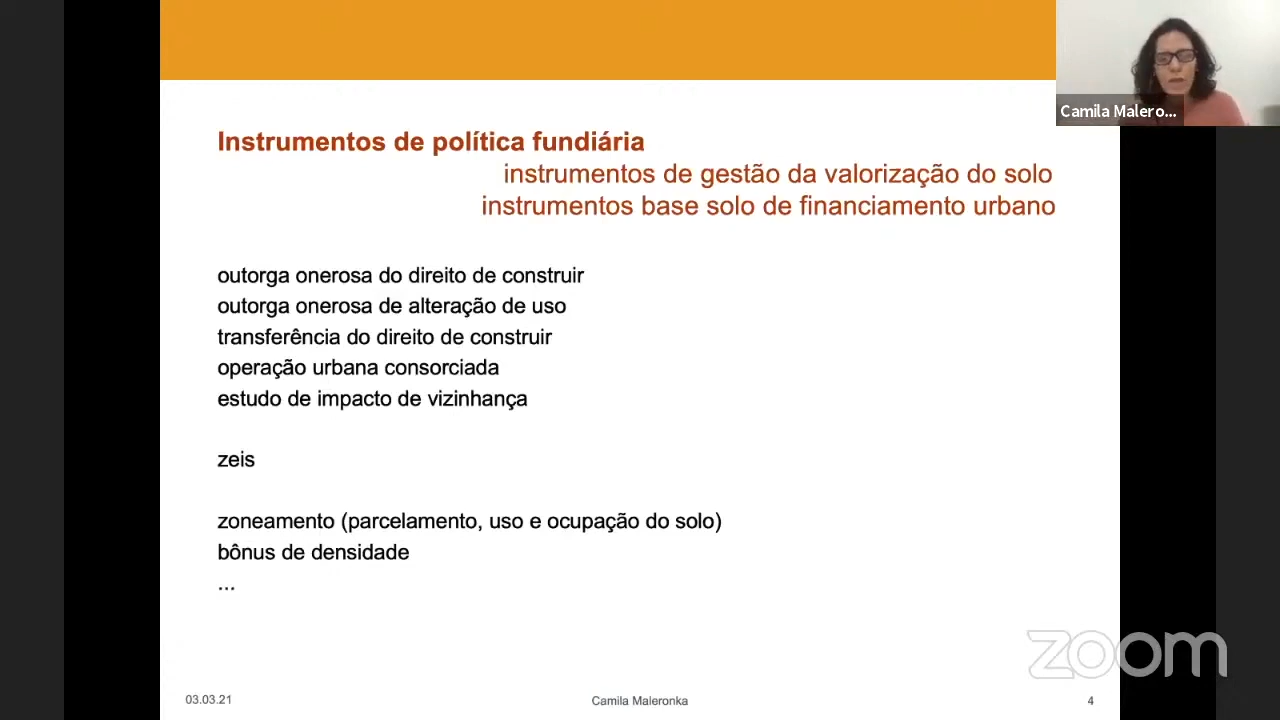 Camila Malero...
Instrumentos de política fundiária
instrumentos de gestão da valorização do solo
instrumentos base solo de financiamento urbano
outorga onerosa do direito de construir
outorga onerosa de alteração de uso
transferência do direito de construir
operação urbana consorciada
estudo de impacto de vizinhança
zeis
zoneamento (parcelamento, uso e ocupação do solo)
bônus de densidade
...
zoom
03.03.21
Camila Maleronka
4